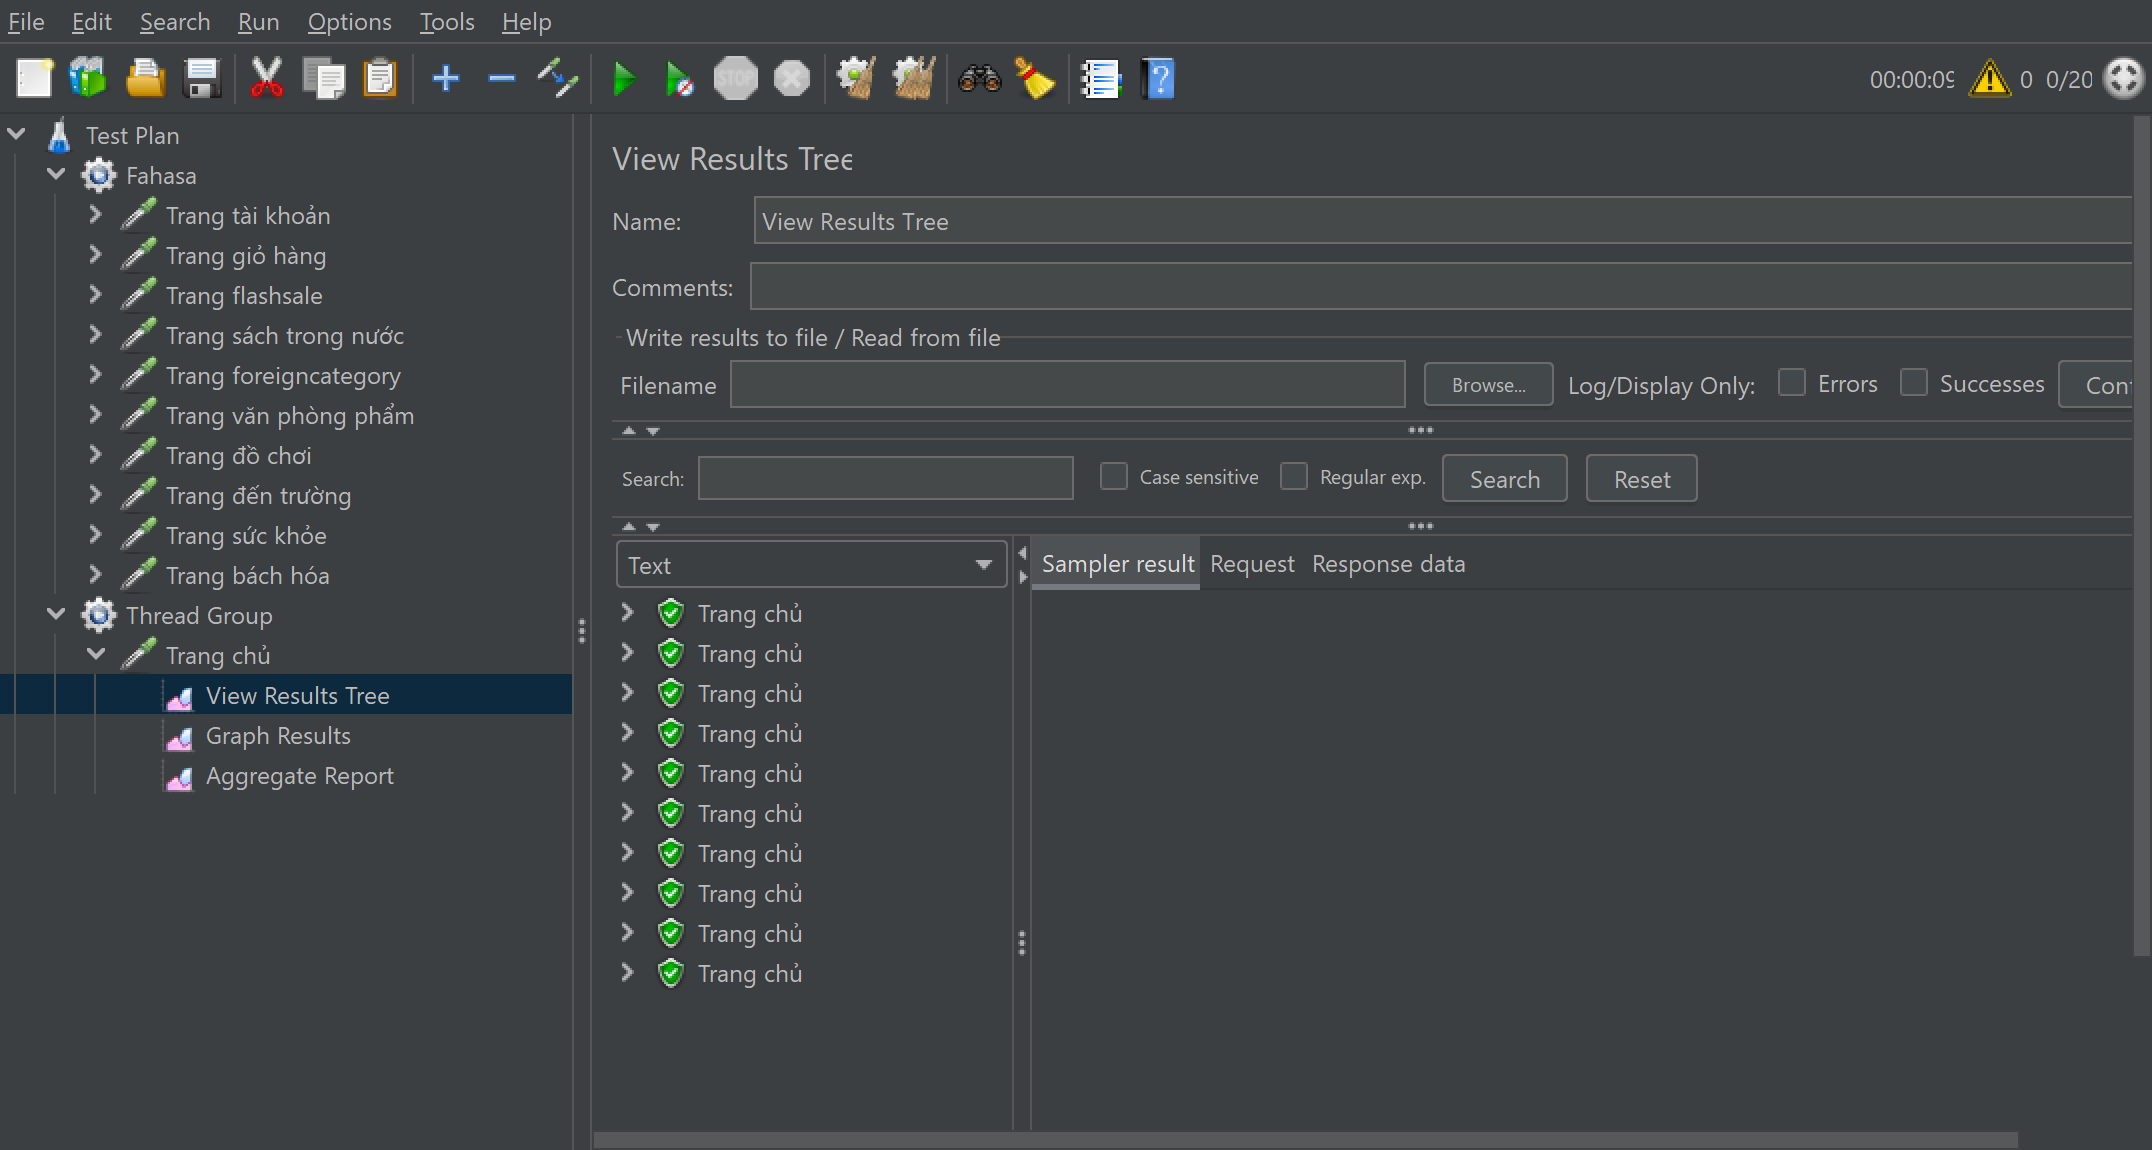 File Edit Search Run Options Tools Help
STOP
00:00:09 0 0/20
Test Plan
Fahasa
Trang tài khoản
Trang giỏ hàng
Trang flashsale
Trang sách trong nước
Trang foreigncategory
Trang văn phòng phẩm
Trang đồ chơi
Trang đến trường
Trang sức khỏe
Trang bách hóa
Thread Group
Trang chủ
View Results Tree
Graph Results
Aggregate Report
View Results Tree
Name: View Results Tree
Comments:
Write results to file / Read from file
Filename Browse... Log/Display Only: Errors Successes
Search: Case sensitive Regular exp. Search Reset
Text
Sampler result Request Response data
Trang chủ
Trang chủ
Trang chủ
Trang chủ
Trang chủ
Trang chủ
Trang chủ
Trang chủ
Trang chủ
Trang chủ